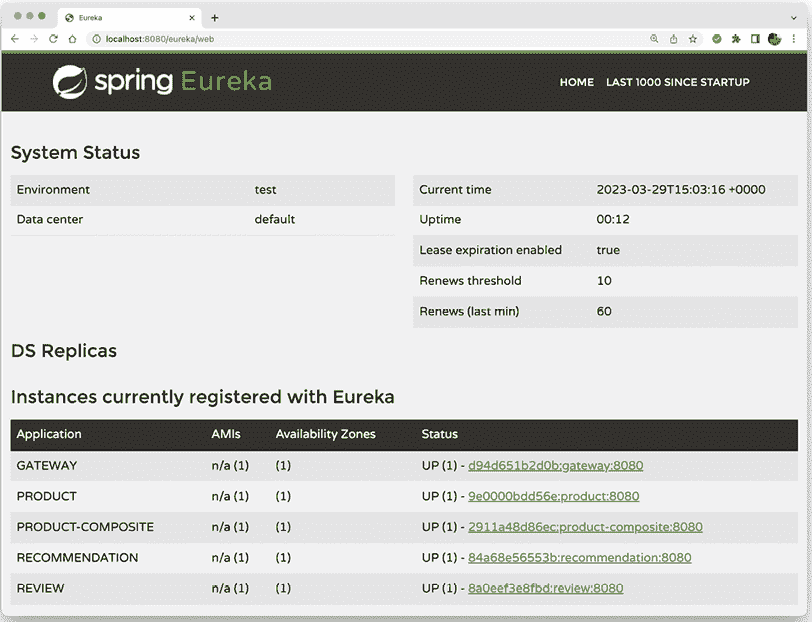 Eureka
localhost:8080/eureka/web
spring Eureka
HOME LAST 1000 SINCE STARTUP
System Status
Environment test
Data center default
Current time 2023-03-29T15:03:16 +0000
Uptime 00:12
Lease expiration enabled true
Renews threshold 10
Renews (last min) 60
DS Replicas
Instances currently registered with Eureka
Application AMIs Availability Zones Status
GATEWAY n/a (1) (1) UP (1) - d94d651b2d0b:gateway:8080
PRODUCT n/a (1) (1) UP (1) - 9e0000bdd56e:product:8080
PRODUCT-COMPOSITE n/a (1) (1) UP (1) - 2911a48d86ec:product-composite:8080
RECOMMENDATION n/a (1) (1) UP (1) - 84a68e56553b:recommendation:8080
REVIEW n/a (1) (1) UP (1) - 8a0eef3e8fbd:review:8080